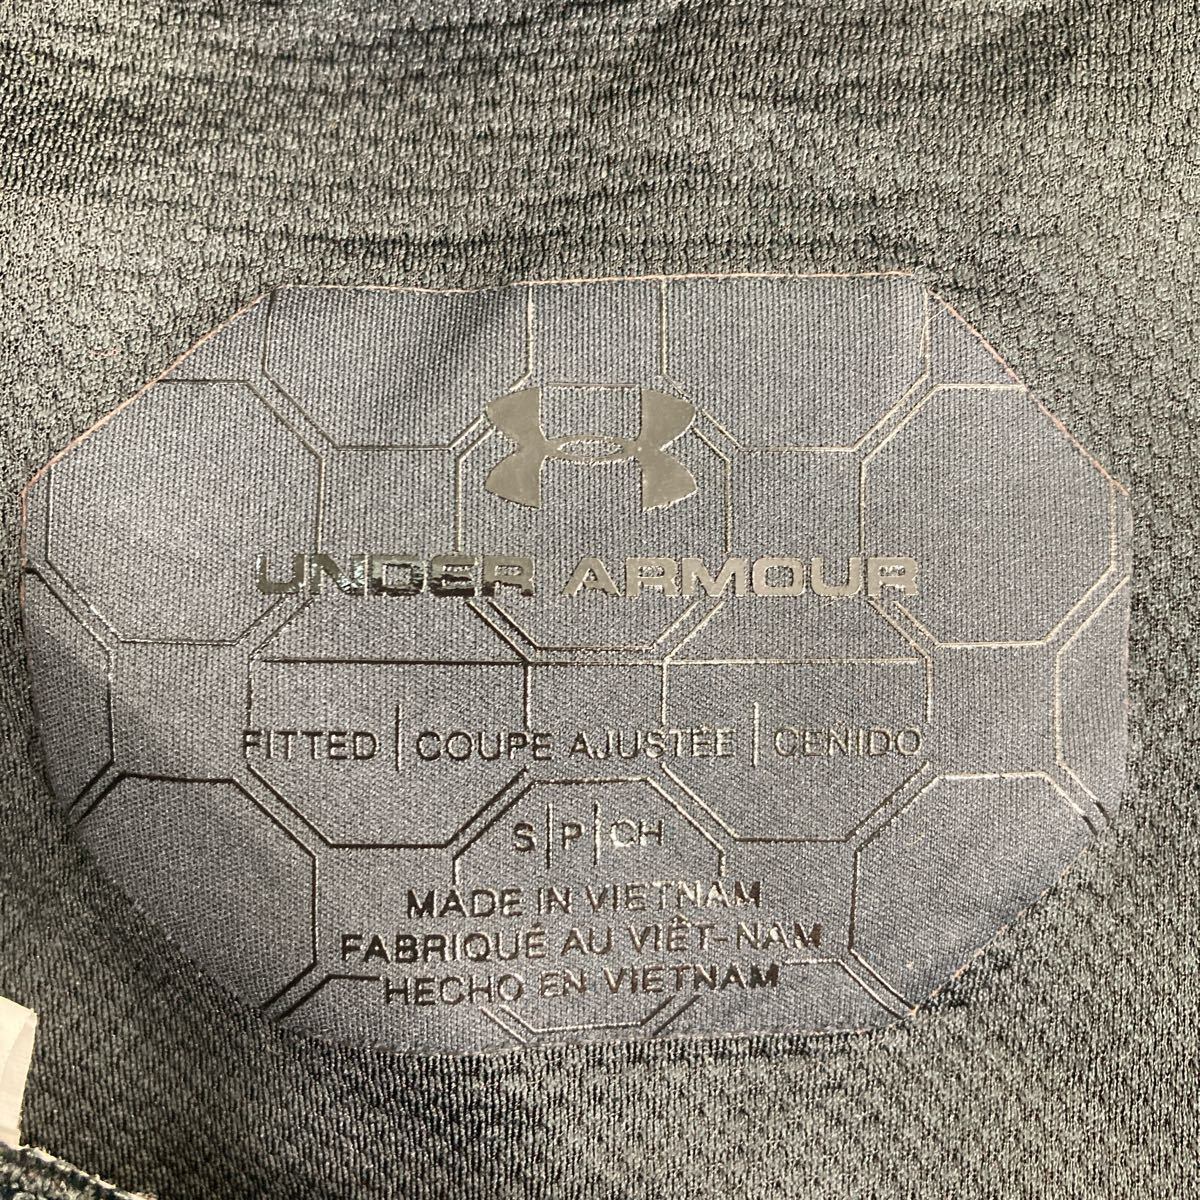 UNDER ARMOUR
FITTED | COUPE AJUSTÉE | CEÑIDO
S | P | CH
MADE IN VIETNAM
FABRIQUÉ AU VIÊT-NAM
HECHO EN VIETNAM